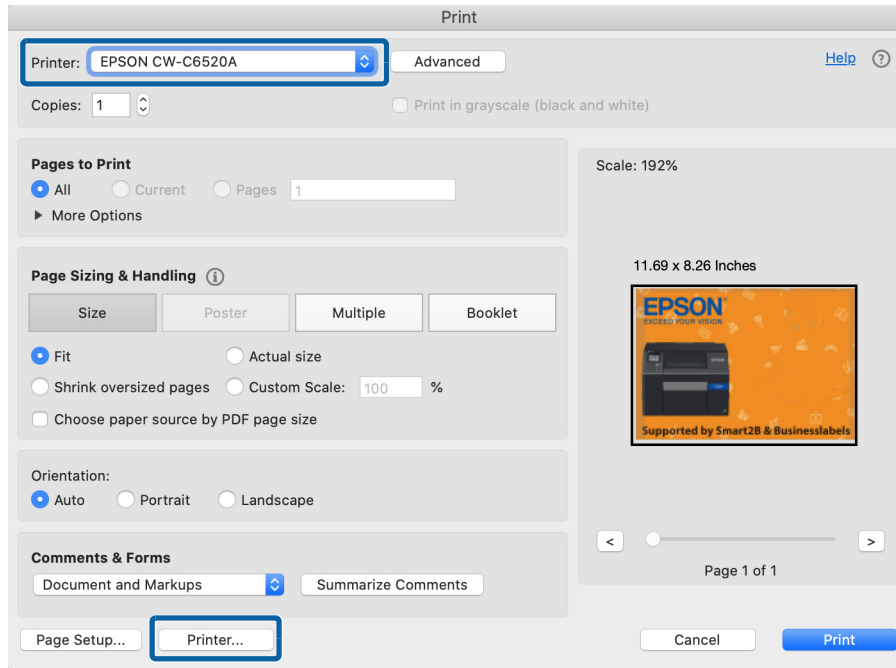 Print
Printer: EPSON CW-C6520A Advanced Help ?
Copies: 1 Print in grayscale (black and white)
Pages to Print
All Current Pages 1
More Options
Page Sizing & Handling i
Size Poster Multiple Booklet
Fit Actual size
Shrink oversized pages Custom Scale: 100 %
Choose paper source by PDF page size
Orientation:
Auto Portrait Landscape
Comments & Forms
Document and Markups Summarize Comments
Scale: 192%
11.69 x 8.26 Inches
EPSON
EXCEED YOUR VISION
EPSON
Supported by Smart2B & Businesslabels
< >
Page 1 of 1
Page Setup... Printer... Cancel Print